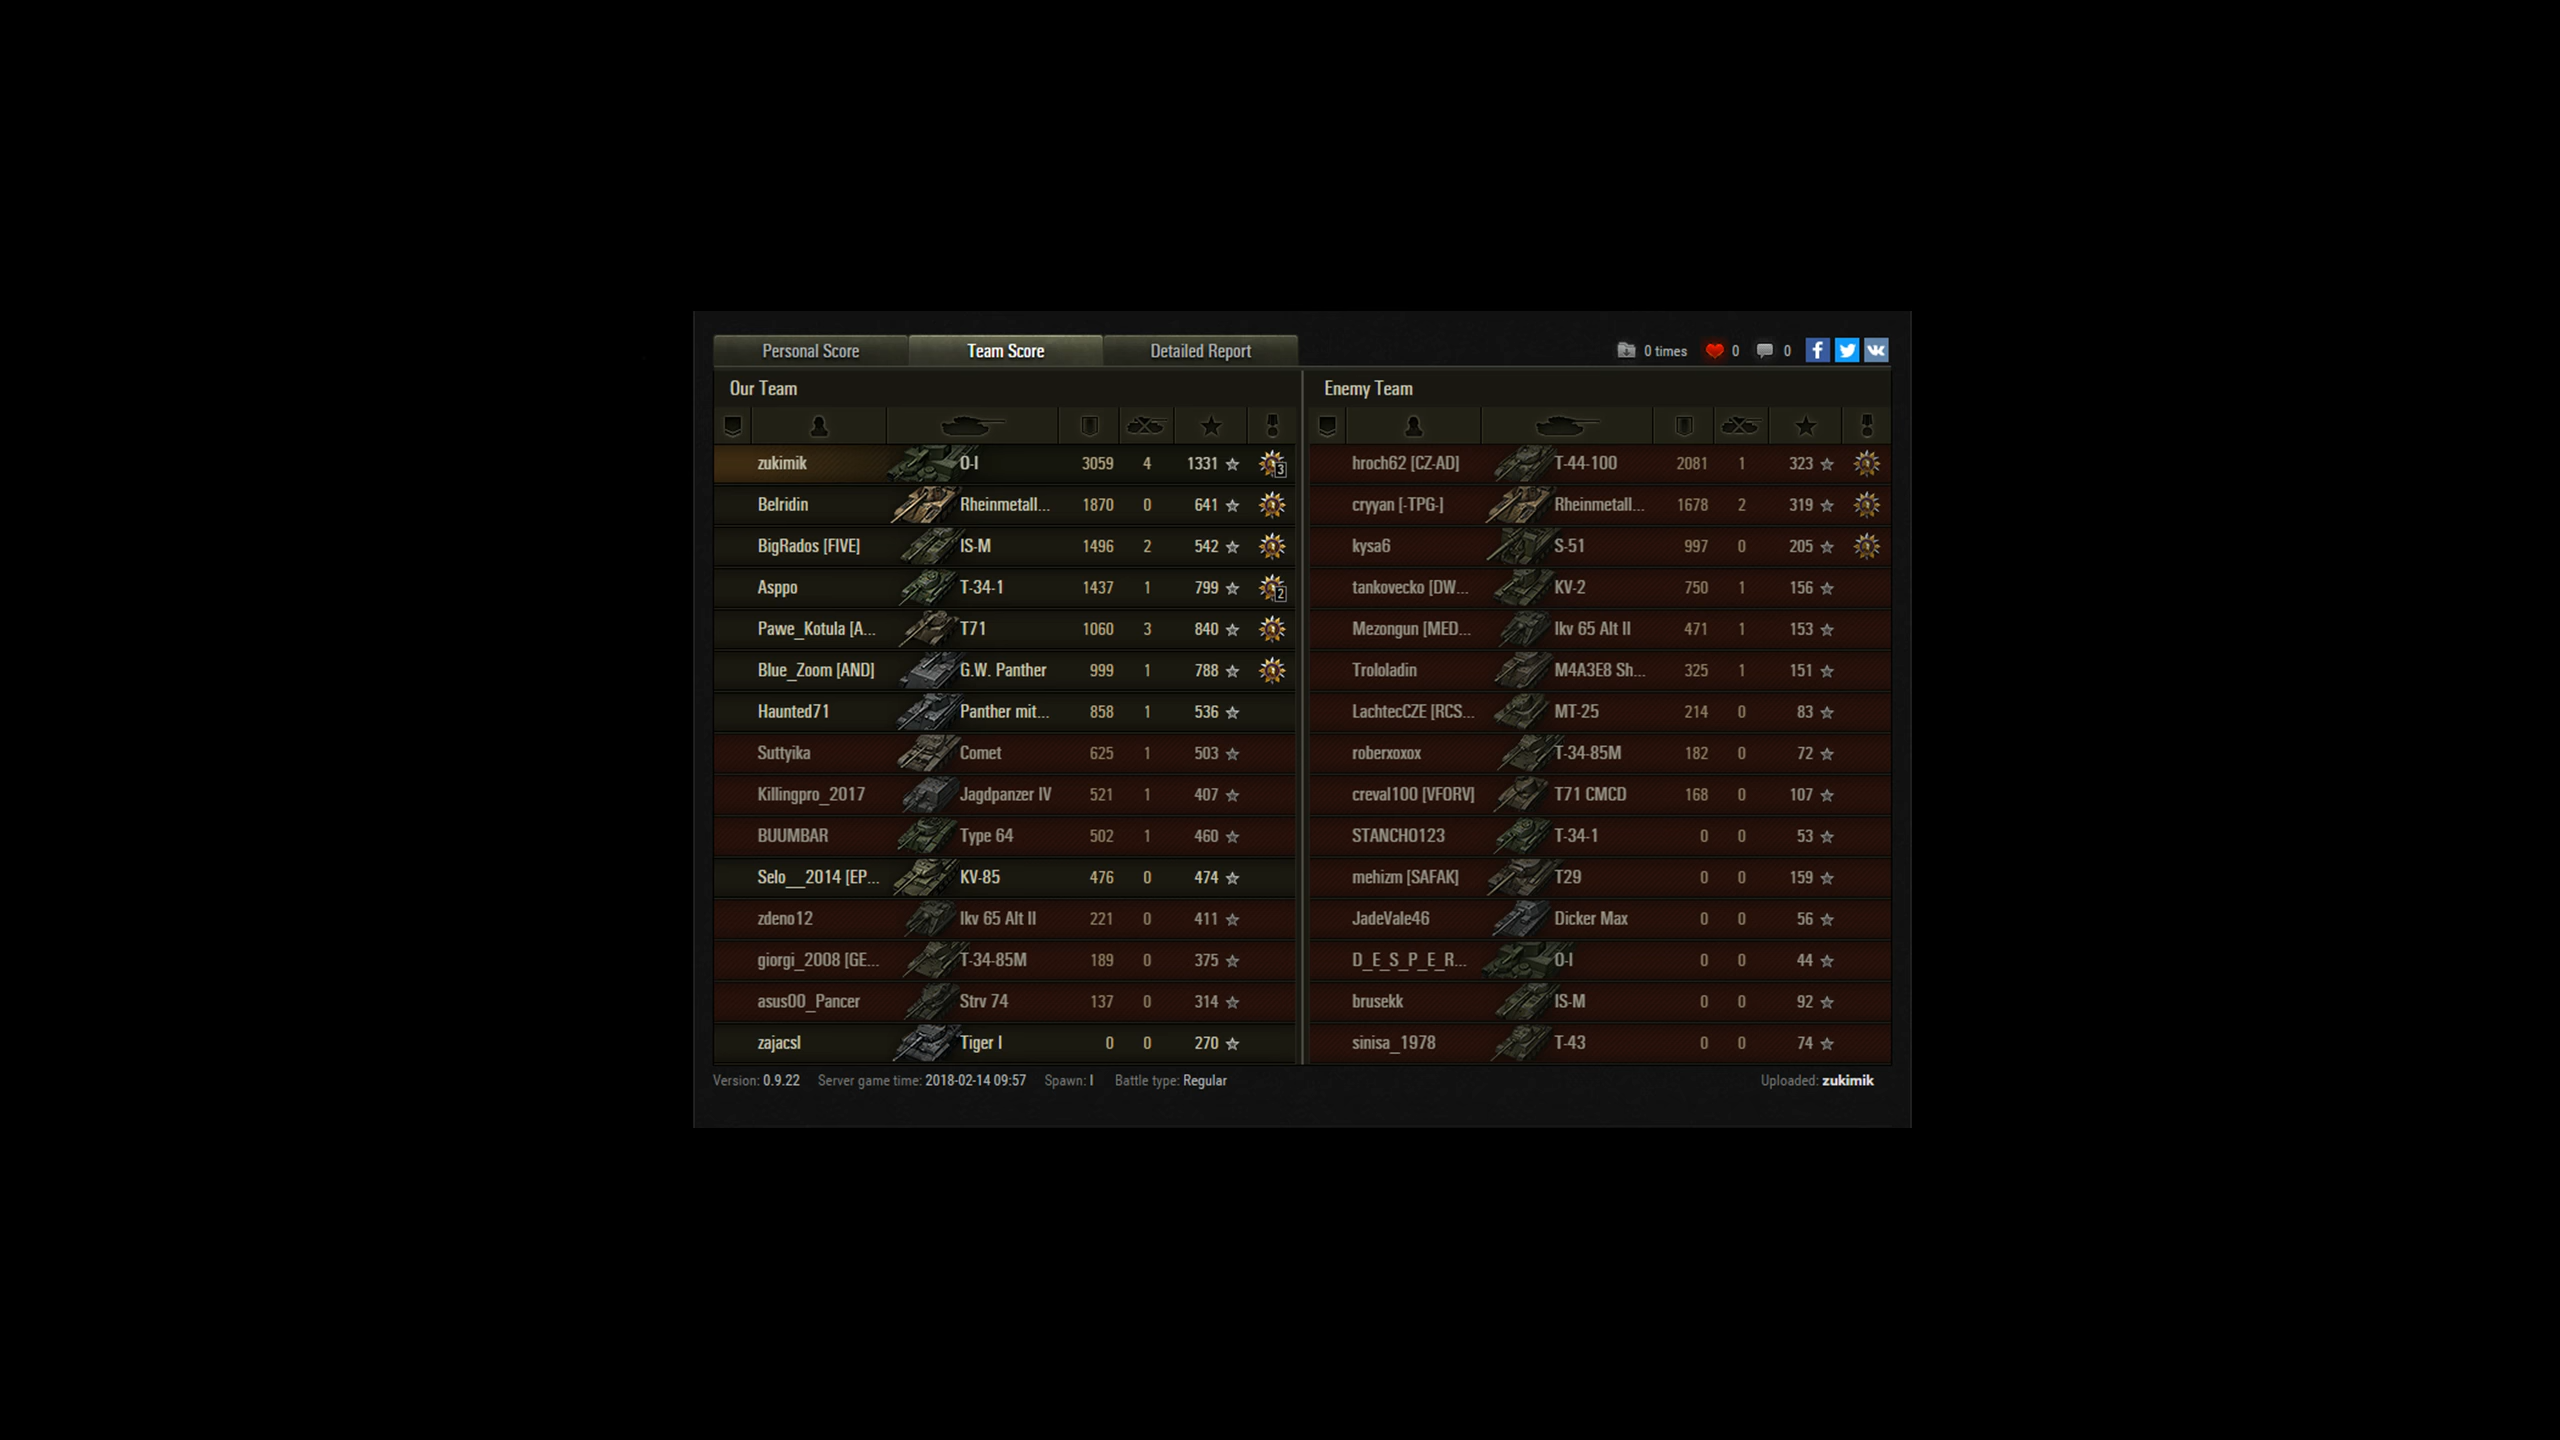 Personal Score Team Score Detailed Report 0 times 0 0
Our Team
zukimik O-I 3059 4 1331 3
Belridin Rheinmetall... 1870 0 641
BigRados [FIVE] IS-M 1496 2 542
Asppo T-34-1 1437 1 799 2
Pawe_Kotula [A... T71 1060 3 840
Blue_Zoom [AND] G.W. Panther 999 1 788
Haunted71 Panther mit... 858 1 536
Suttyika Comet 625 1 503
Killingpro_2017 Jagdpanzer IV 521 1 407
BUUMBAR Type 64 502 1 460
Selo__2014 [EP... KV-85 476 0 474
zdeno12 Ikv 65 Alt II 221 0 411
giorgi_2008 [GE... T-34-85M 189 0 375
asus00_Pancer Strv 74 137 0 314
zajacsl Tiger I 0 0 270
Enemy Team
hroch62 [CZ-AD] T-44-100 2081 1 323
cryyan [-TPG-] Rheinmetall... 1678 2 319
kysa6 S-51 997 0 205
tankovecko [DW... KV-2 750 1 156
Mezongun [MED... Ikv 65 Alt II 471 1 153
Trololadin M4A3E8 Sh... 325 1 151
LachtecCZE [RCS... MT-25 214 0 83
roberxoxox T-34-85M 182 0 72
creval100 [VFORV] T71 CMCD 168 0 107
STANCHO123 T-34-1 0 0 53
mehizm [SAFAK] T29 0 0 159
JadeVale46 Dicker Max 0 0 56
D_E_S_P_E_R... O-I 0 0 44
brusekk IS-M 0 0 92
sinisa_1978 T-43 0 0 74
Version: 0.9.22 Server game time: 2018-02-14 09:57 Spawn: I Battle type: Regular Uploaded: zukimik